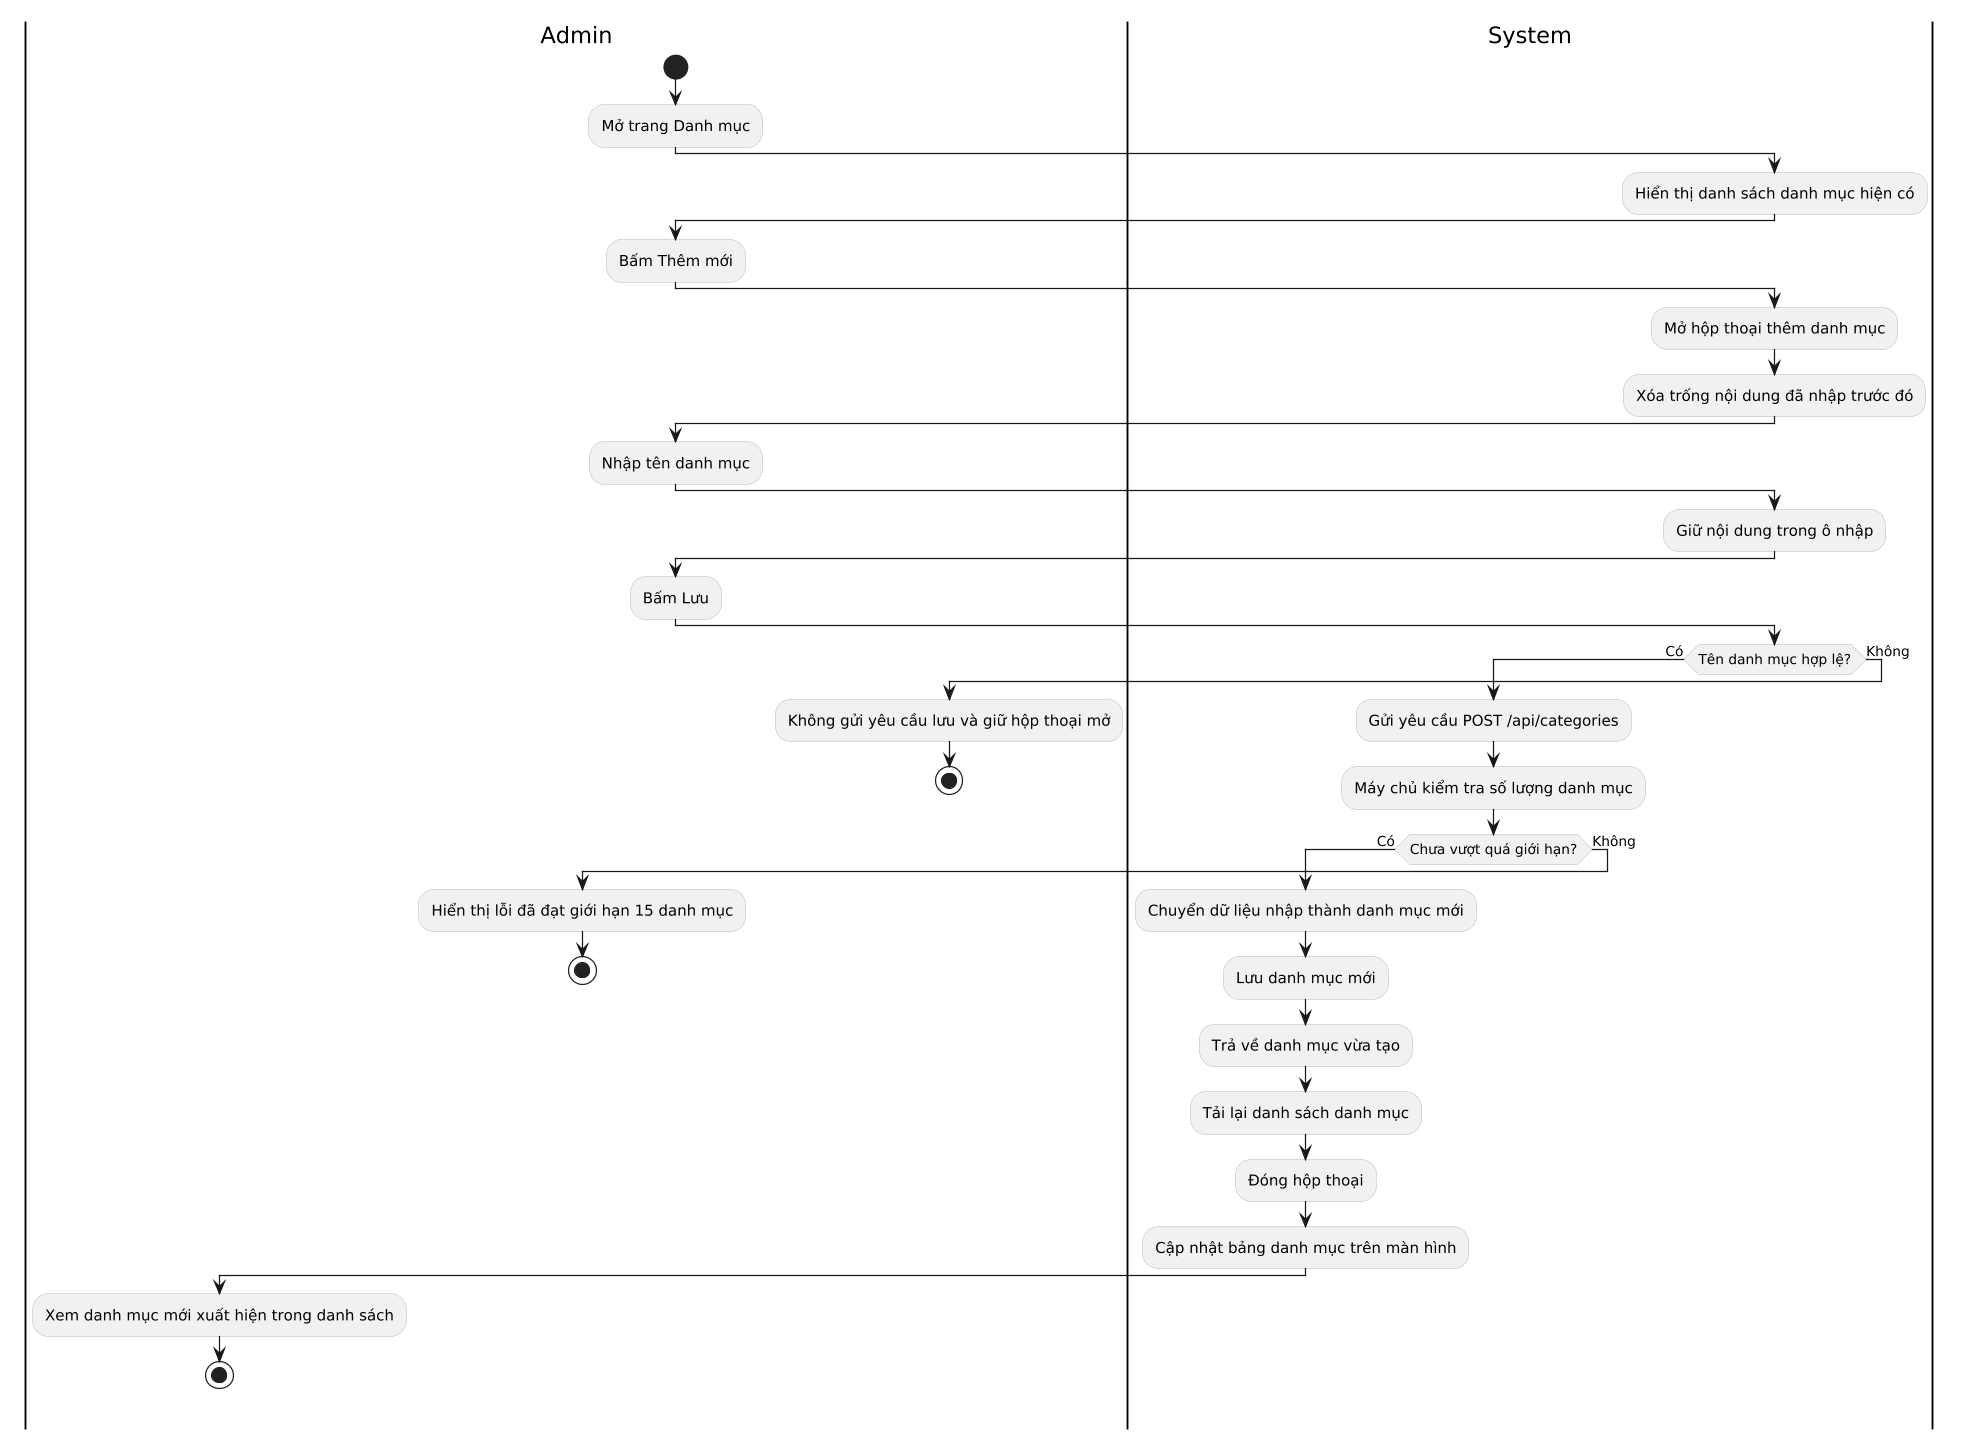 Admin
System
Mở trang Danh mục
Hiển thị danh sách danh mục hiện có
Bấm Thêm mới
Mở hộp thoại thêm danh mục
Xóa trống nội dung đã nhập trước đó
Nhập tên danh mục
Giữ nội dung trong ô nhập
Bấm Lưu
Có
Tên danh mục hợp lệ?
Không
Không gửi yêu cầu lưu và giữ hộp thoại mở
Gửi yêu cầu POST /api/categories
Máy chủ kiểm tra số lượng danh mục
Có
Chưa vượt quá giới hạn?
Không
Hiển thị lỗi đã đạt giới hạn 15 danh mục
Chuyển dữ liệu nhập thành danh mục mới
Lưu danh mục mới
Trả về danh mục vừa tạo
Tải lại danh sách danh mục
Đóng hộp thoại
Cập nhật bảng danh mục trên màn hình
Xem danh mục mới xuất hiện trong danh sách